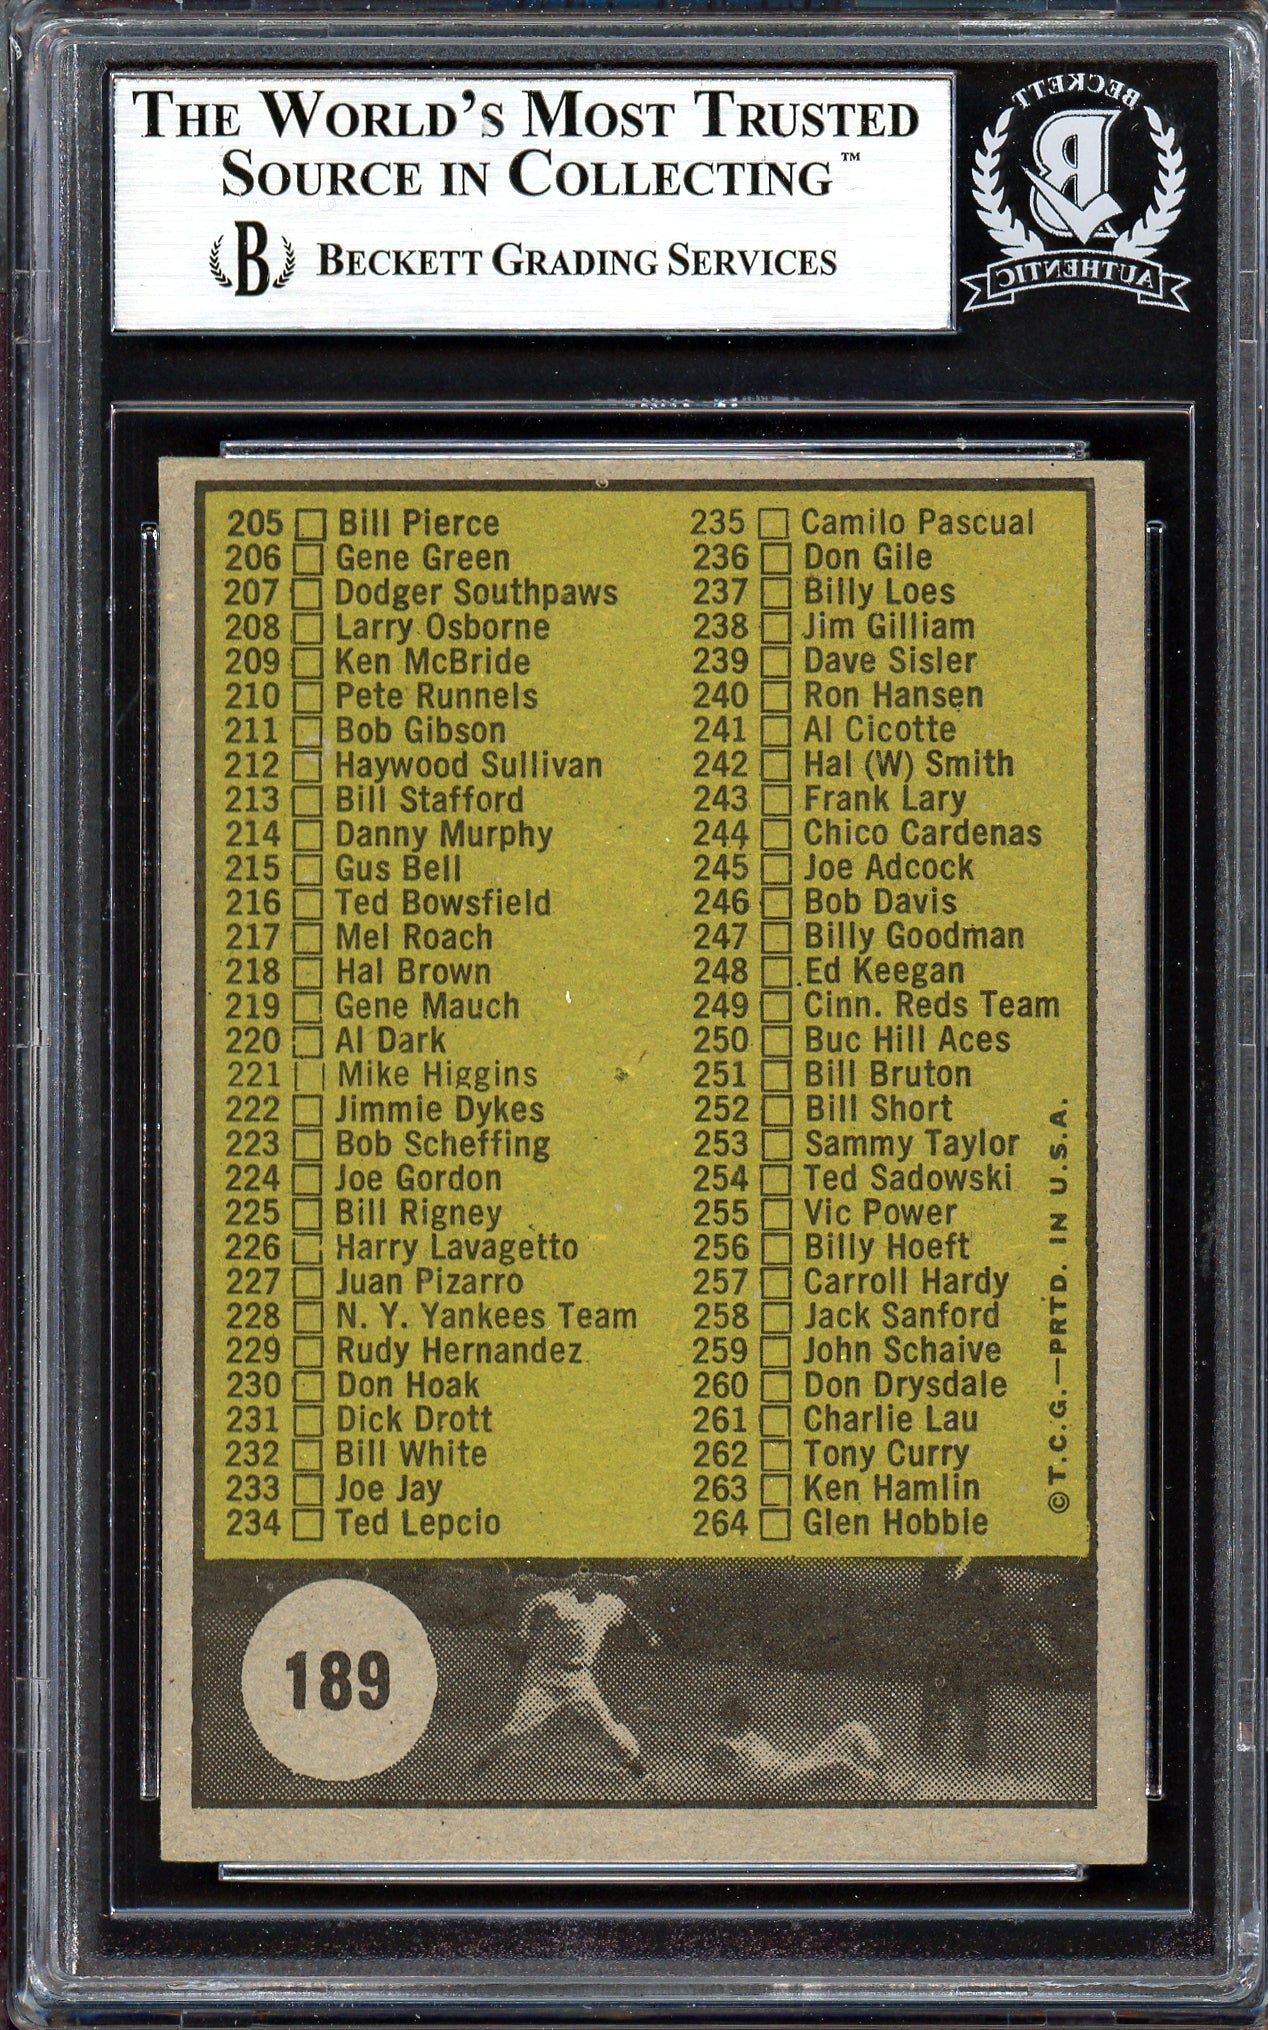 THE WORLD'S MOST TRUSTED
SOURCE IN COLLECTING™
B BECKETT GRADING SERVICES
BECKETT
B
AUTHENTIC
205 Bill Pierce
206 Gene Green
207 Dodger Southpaws
208 Larry Osborne
209 Ken McBride
210 Pete Runnels
211 Bob Gibson
212 Haywood Sullivan
213 Bill Stafford
214 Danny Murphy
215 Gus Bell
216 Ted Bowsfield
217 Mel Roach
218 Hal Brown
219 Gene Mauch
220 Al Dark
221 Mike Higgins
222 Jimmie Dykes
223 Bob Scheffing
224 Joe Gordon
225 Bill Rigney
226 Harry Lavagetto
227 Juan Pizarro
228 N. Y. Yankees Team
229 Rudy Hernandez
230 Don Hoak
231 Dick Drott
232 Bill White
233 Joe Jay
234 Ted Lepcio
235 Camilo Pascual
236 Don Gile
237 Billy Loes
238 Jim Gilliam
239 Dave Sisler
240 Ron Hansen
241 Al Cicotte
242 Hal (W) Smith
243 Frank Lary
244 Chico Cardenas
245 Joe Adcock
246 Bob Davis
247 Billy Goodman
248 Ed Keegan
249 Cinn. Reds Team
250 Buc Hill Aces
251 Bill Bruton
252 Bill Short
253 Sammy Taylor
254 Ted Sadowski
255 Vic Power
256 Billy Hoeft
257 Carroll Hardy
258 Jack Sanford
259 John Schaive
260 Don Drysdale
261 Charlie Lau
262 Tony Curry
263 Ken Hamlin
264 Glen Hobbie
© T.C.G.—PRTD. IN U.S.A.
189